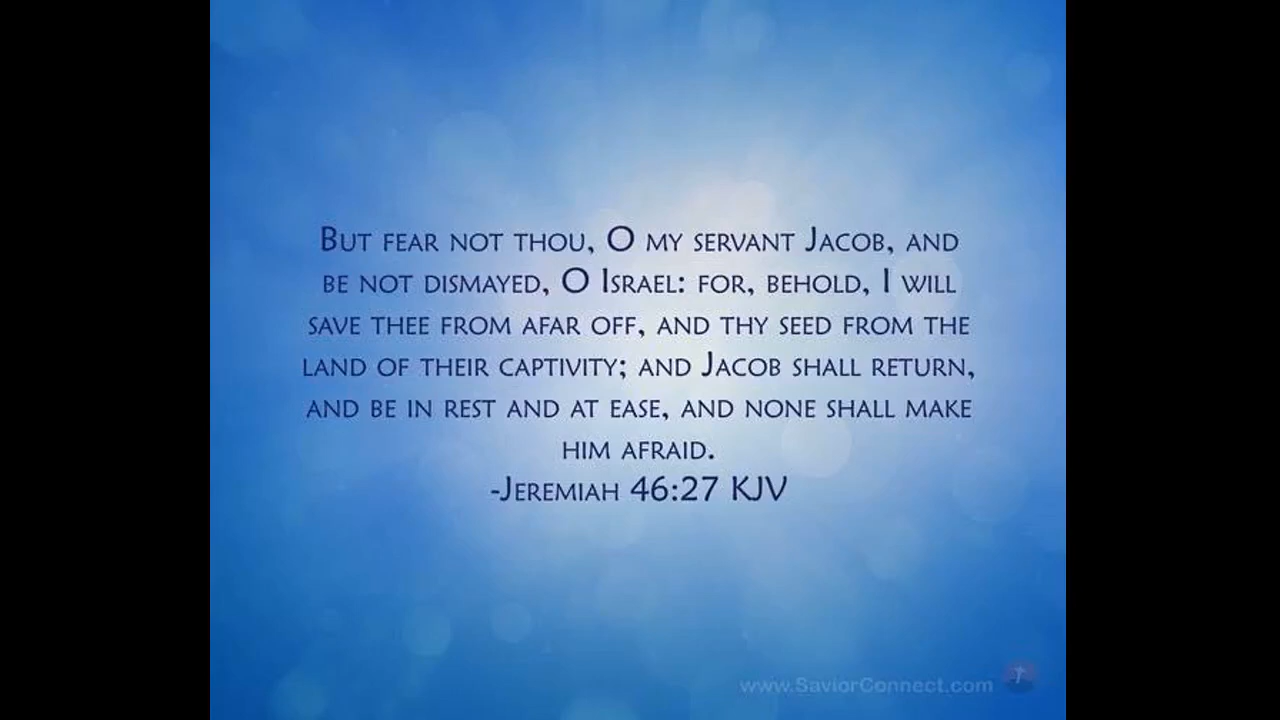 But fear not thou, O my servant Jacob, and
be not dismayed, O Israel: for, behold, I will
save thee from afar off, and thy seed from the
land of their captivity; and Jacob shall return,
and be in rest and at ease, and none shall make
him afraid.
-Jeremiah 46:27 KJV
www.SaviorConnect.com